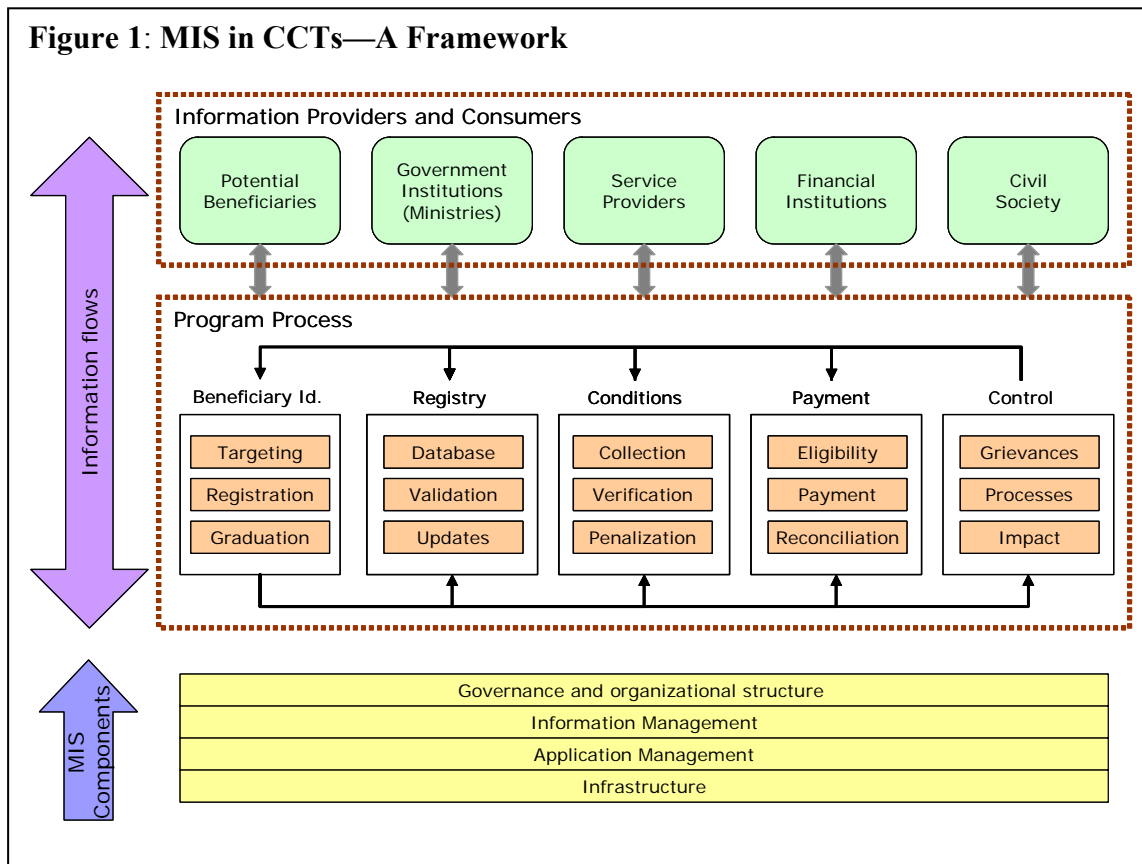 Figure 1: MIS in CCTs—A Framework
Information Providers and Consumers
Potential
Beneficiaries
Government
Institutions
(Ministries)
Service
Providers
Financial
Institutions
Civil
Society
Information flows
Program Process
Beneficiary Id.
Registry
Conditions
Payment
Control
Targeting
Registration
Graduation
Database
Validation
Updates
Collection
Verification
Penalization
Eligibility
Payment
Reconciliation
Grievances
Processes
Impact
MIS
Components
Governance and organizational structure
Information Management
Application Management
Infrastructure